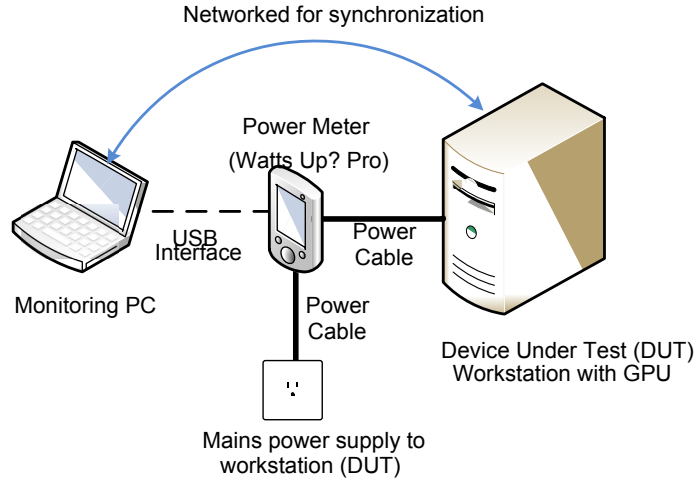 Networked for synchronization
Power Meter
(Watts Up? Pro)
USB
Interface
Power
Cable
Monitoring PC
Power
Cable
Device Under Test (DUT)
Workstation with GPU
Mains power supply to
workstation (DUT)